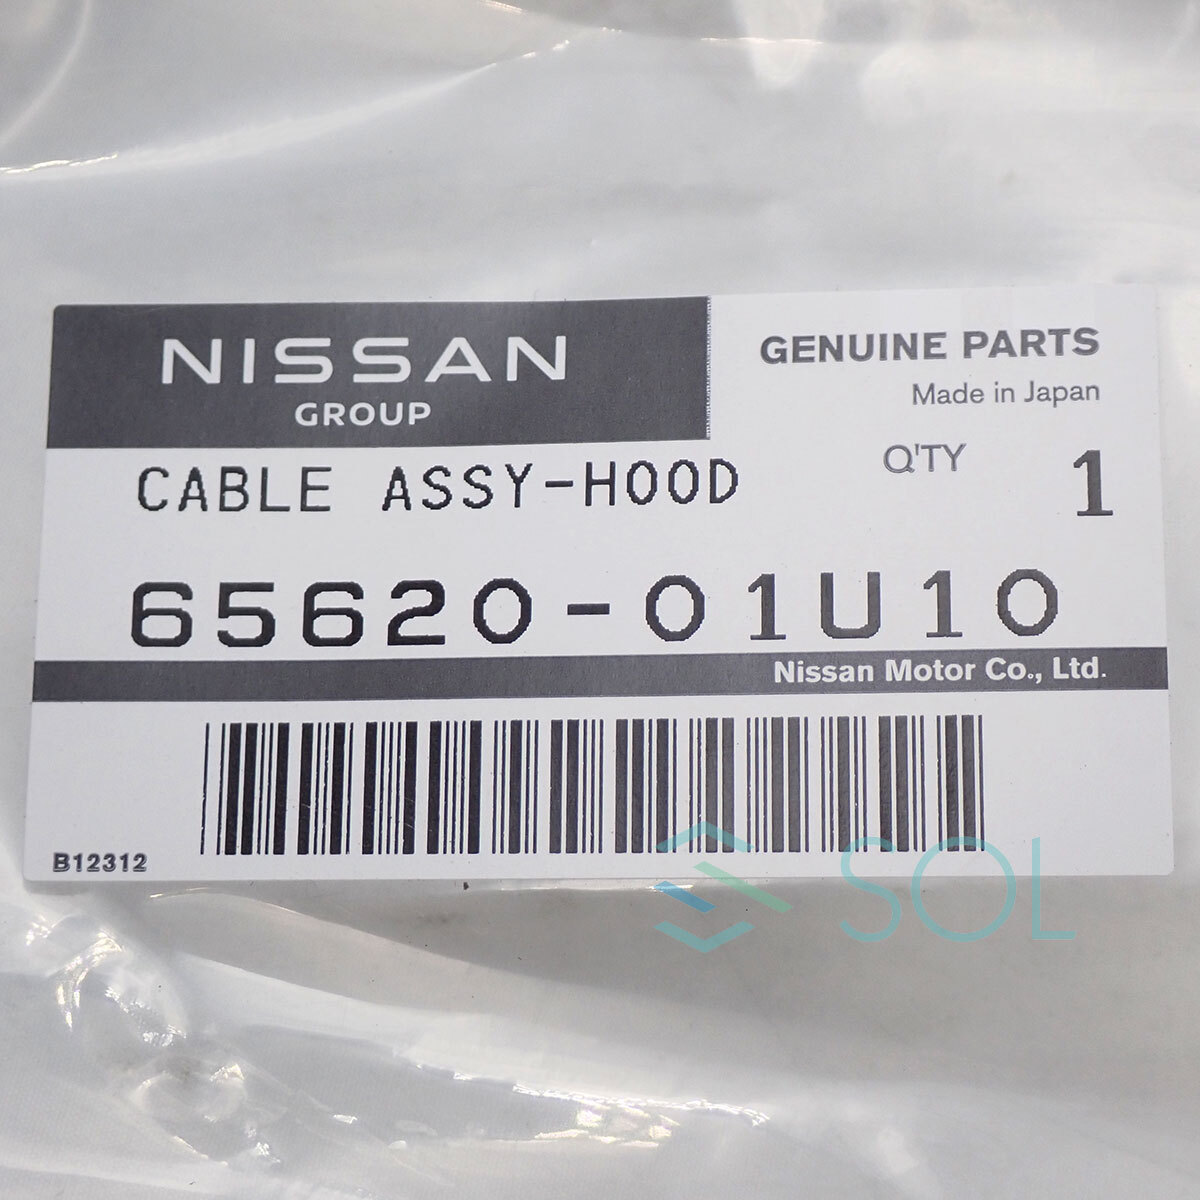 NISSAN
GROUP
GENUINE PARTS
Made in Japan
CABLE ASSY-HOOD
Q'TY 1
65620-01U10
Nissan Motor Co., Ltd.
B12312
SOL